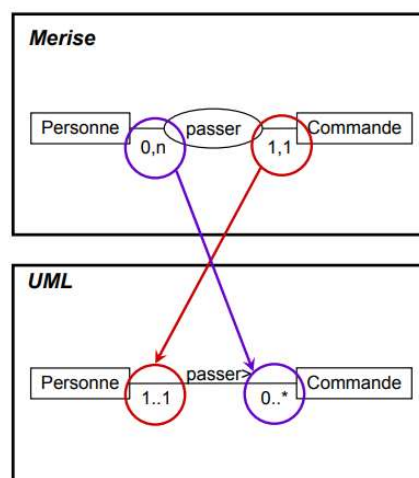 Merise
Personne passer Commande
0,n 1,1
UML
passer>
Personne Commande
1..1 0..*